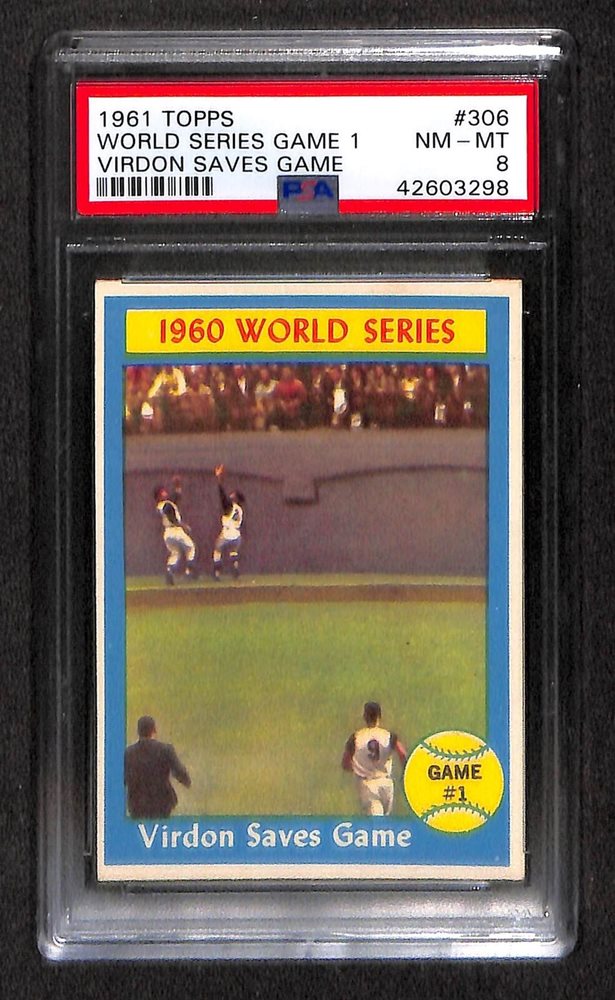 1961 TOPPS #306
WORLD SERIES GAME 1 NM - MT
VIRDON SAVES GAME 8
PSA 42603298
1960 WORLD SERIES
9
GAME
#1
Virdon Saves Game